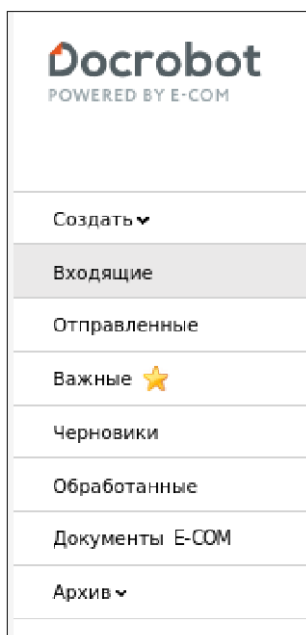 Docrobot
POWERED BY E-COM
Создать
Входящие
Отправленные
Важные
Черновики
Обработанные
Документы E-COM
Архив